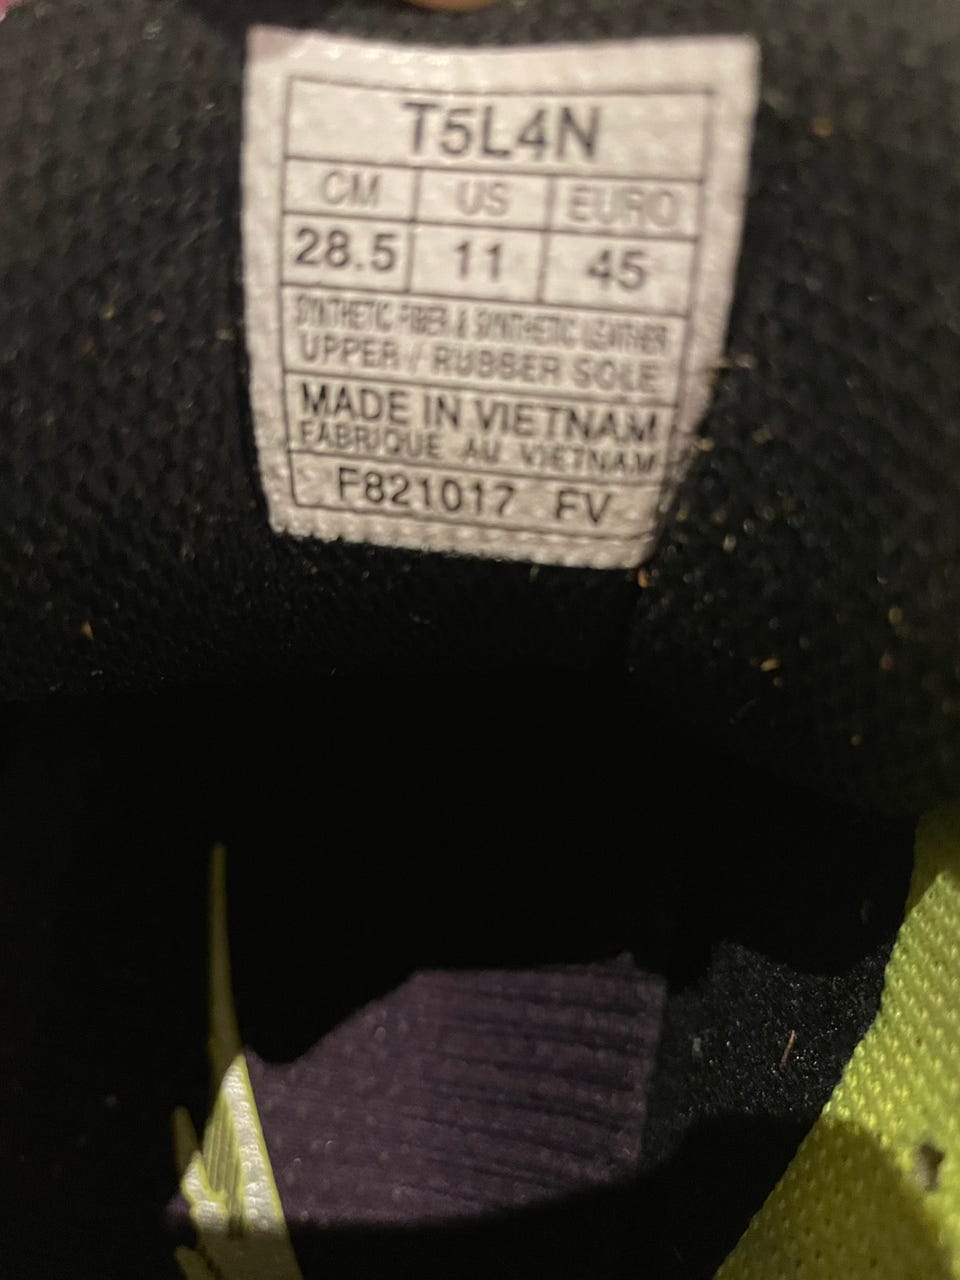 T5L4N
CM US EURO
28.5 11 45
SYNTHETIC FIBER & SYNTHETIC LEATHER
UPPER / RUBBER SOLE
MADE IN VIETNAM
FABRIQUE AU VIETNAM
F821017 FV